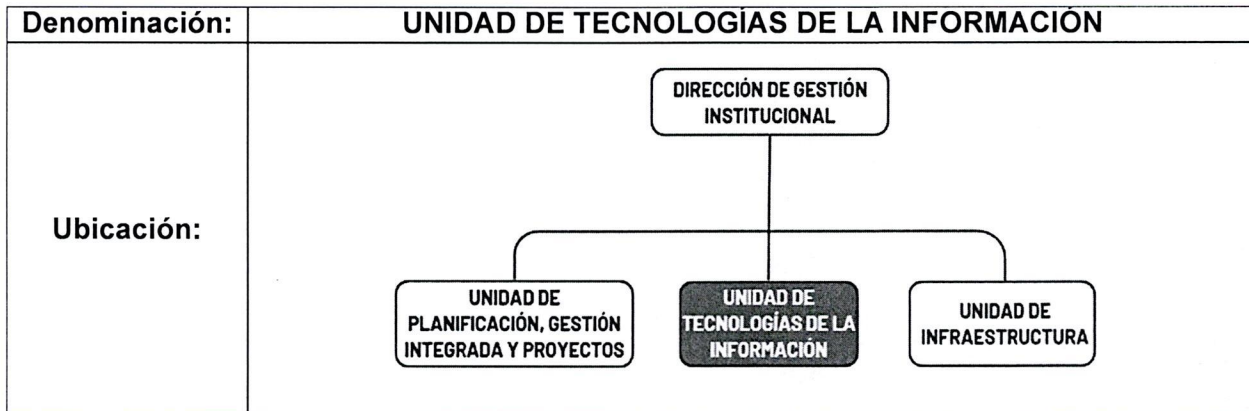 Denominación:
UNIDAD DE TECNOLOGÍAS DE LA INFORMACIÓN
Ubicación:
DIRECCIÓN DE GESTIÓN
INSTITUCIONAL
UNIDAD DE
PLANIFICACIÓN, GESTIÓN
INTEGRADA Y PROYECTOS
UNIDAD DE
TECNOLOGÍAS DE LA
INFORMACIÓN
UNIDAD DE
INFRAESTRUCTURA